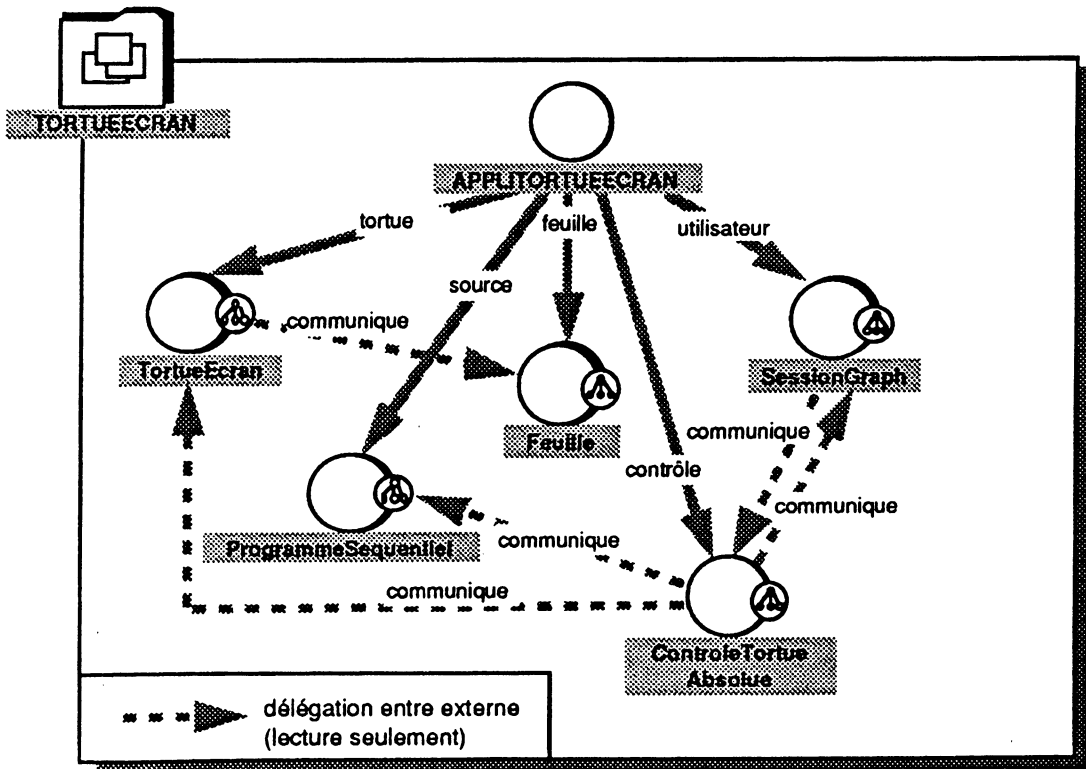 TORTUEECRAN
APPLITORTUEECRAN
tortue
feuille
utilisateur
source
communique
TortueEcran
SessionGraph
Feuille
communique
contrôle
communique
ProgrammeSequentiel
communique
communique
ControleTortue
Absolue
délégation entre externe
(lecture seulement)